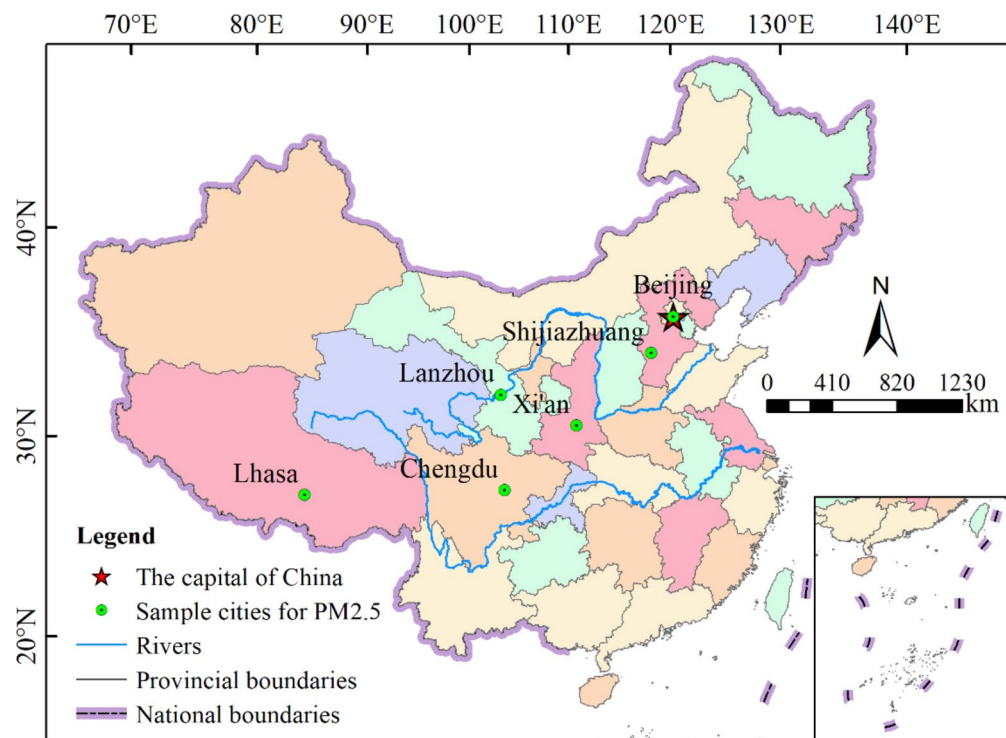 70°E 80°E 90°E 100°E 110°E 120°E 130°E 140°E
40°N
30°N
20°N
Beijing
Shijiazhuang
Lanzhou
Xi'an
Chengdu
Lhasa
N
0 410 820 1230
km
Legend
The capital of China
Sample cities for PM2.5
Rivers
Provincial boundaries
National boundaries